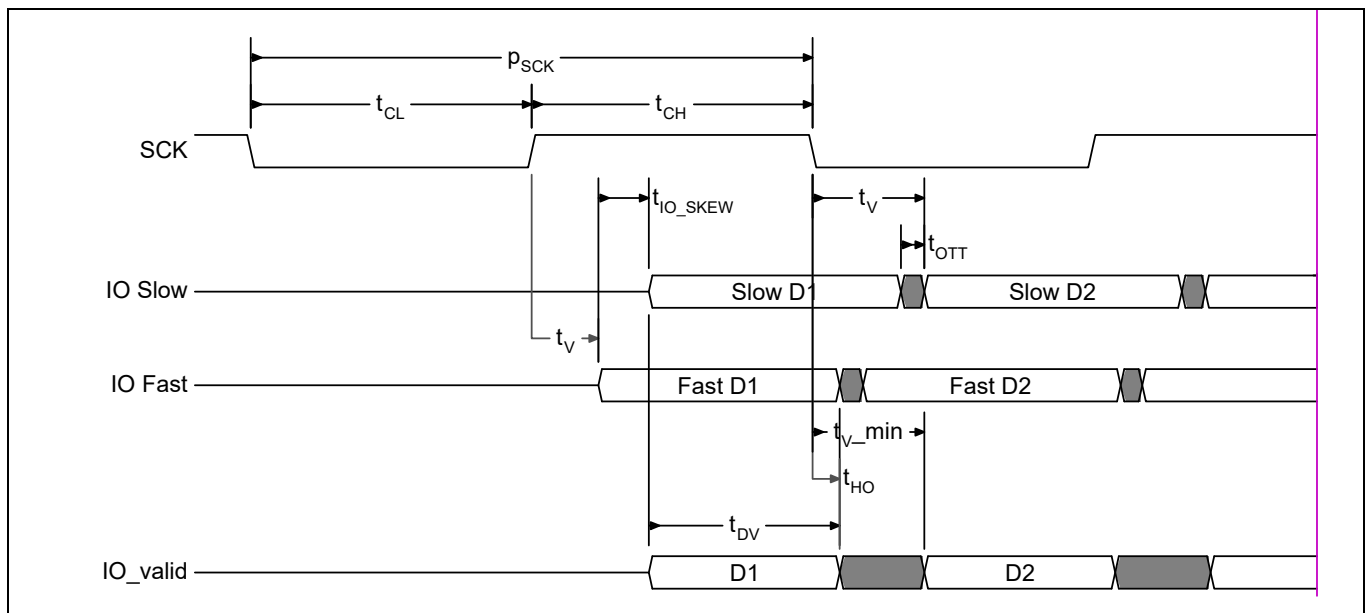 pSCK
tCL
tCH
SCK
tIO_SKEW
tV
tOTT
IO Slow
Slow D1
Slow D2
tV
IO Fast
Fast D1
Fast D2
tV_min
tHO
tDV
IO_valid
D1
D2